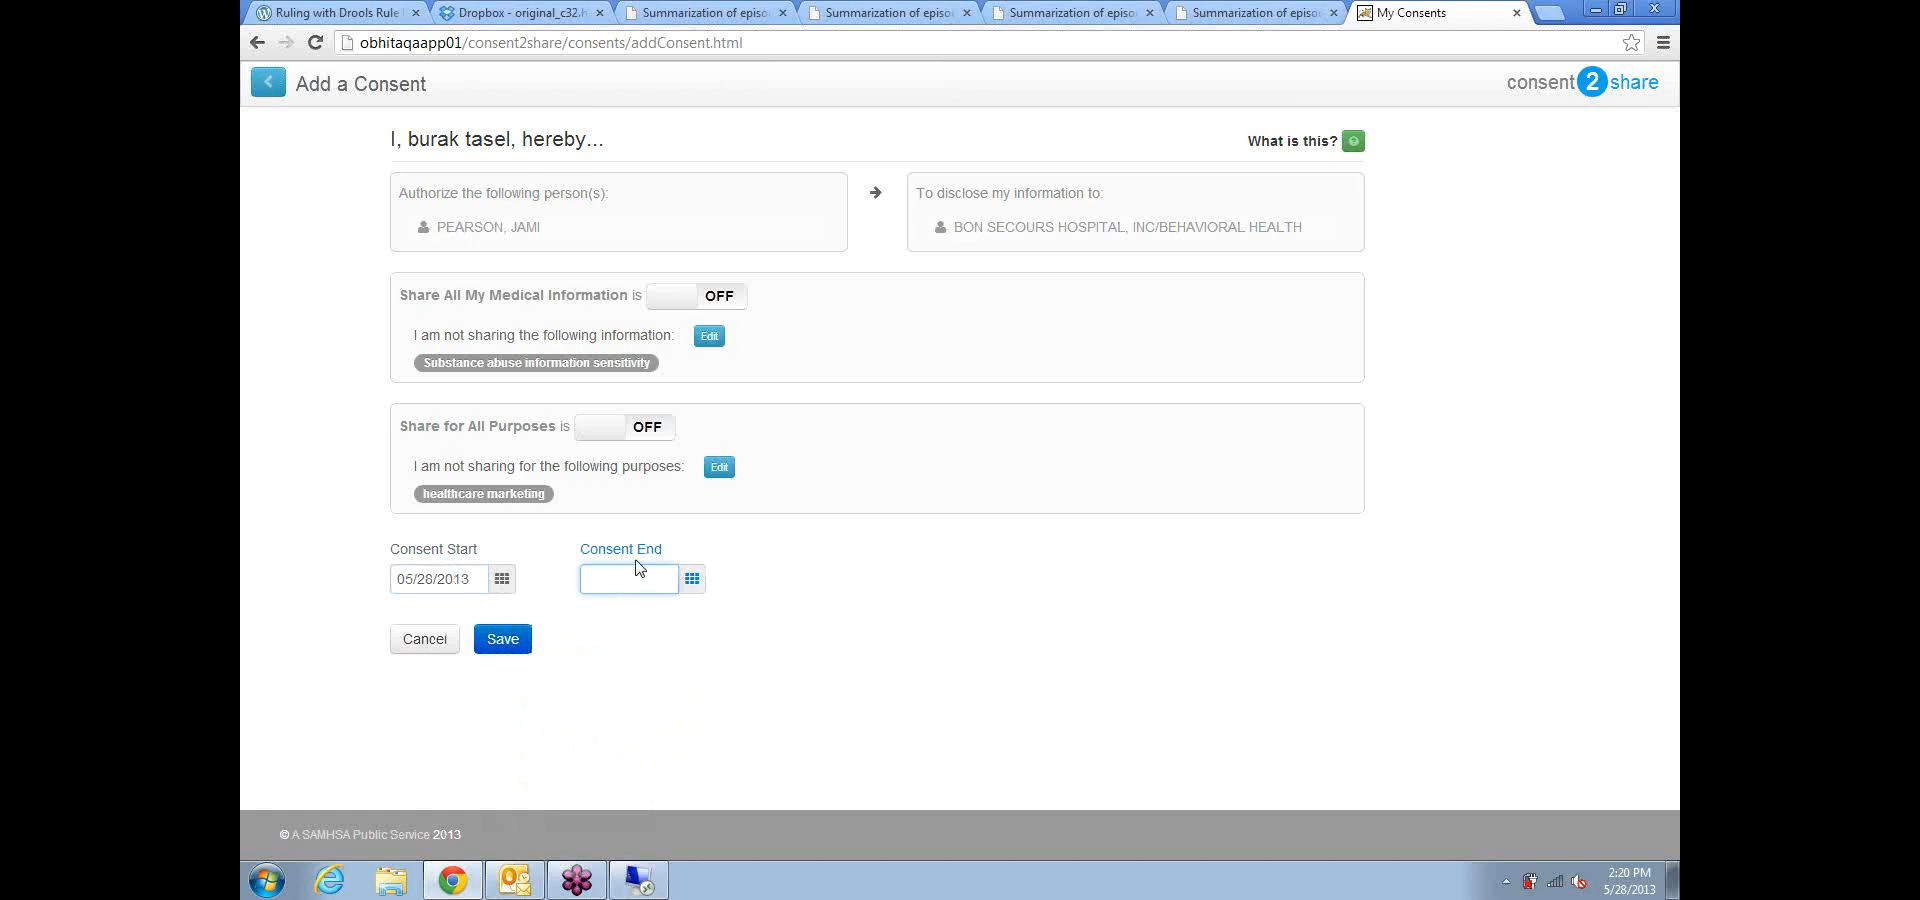 Ruling with Drools Rule
Dropbox - original_c32.h
Summarization of episo
Summarization of episo
Summarization of episo
Summarization of episo
My Consents
obhitaqaapp01/consent2share/consents/addConsent.html
Add a Consent
consent 2 share
I, burak tasel, hereby...
What is this?
Authorize the following person(s):
PEARSON, JAMI
To disclose my information to:
BON SECOURS HOSPITAL, INC/BEHAVIORAL HEALTH
Share All My Medical Information is OFF
I am not sharing the following information: Edit
Substance abuse information sensitivity
Share for All Purposes is OFF
I am not sharing for the following purposes: Edit
healthcare marketing
Consent Start
Consent End
05/28/2013
Cancel
Save
© A SAMHSA Public Service 2013
2:20 PM
5/28/2013